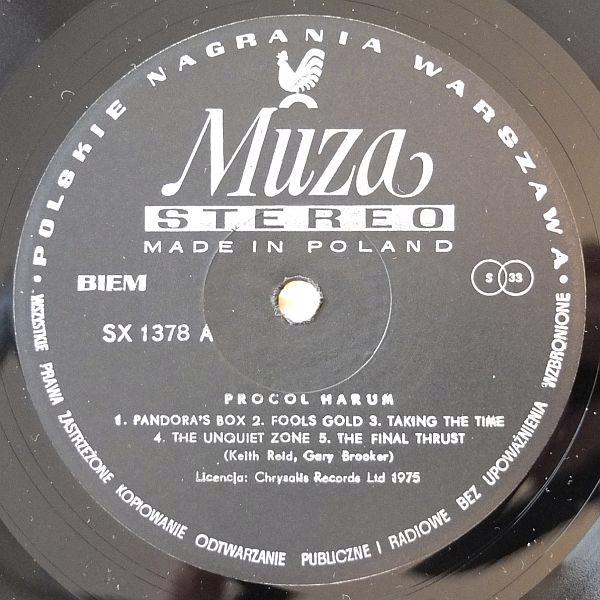 • POLSKIE NAGRANIA WARSZAWA •
Muza
STEREO
MADE IN POLAND
BIEM
S 33
SX 1378 A
PROCOL HARUM
1. PANDORA'S BOX 2. FOOLS GOLD 3. TAKING THE TIME
4. THE UNQUIET ZONE 5. THE FINAL THRUST
(Keith Reid, Gary Brooker)
Licencja: Chrysalis Records Ltd 1975
WSZYSTKIE PRAWA ZASTRZEŻONE KOPIOWANIE ODTWARZANIE PUBLICZNE I RADIOWE BEZ UPOWAŻNIENIA WZBRONIONE